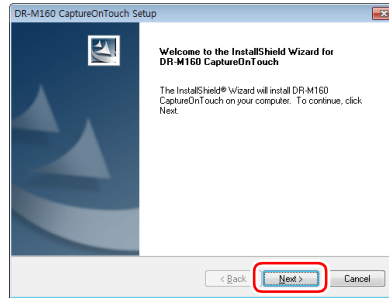 DR-M160 CaptureOnTouch Setup
Welcome to the InstallShield Wizard for
DR-M160 CaptureOnTouch
The InstallShield® Wizard will install DR-M160
CaptureOnTouch on your computer. To continue, click
Next.
< Back
Next >
Cancel